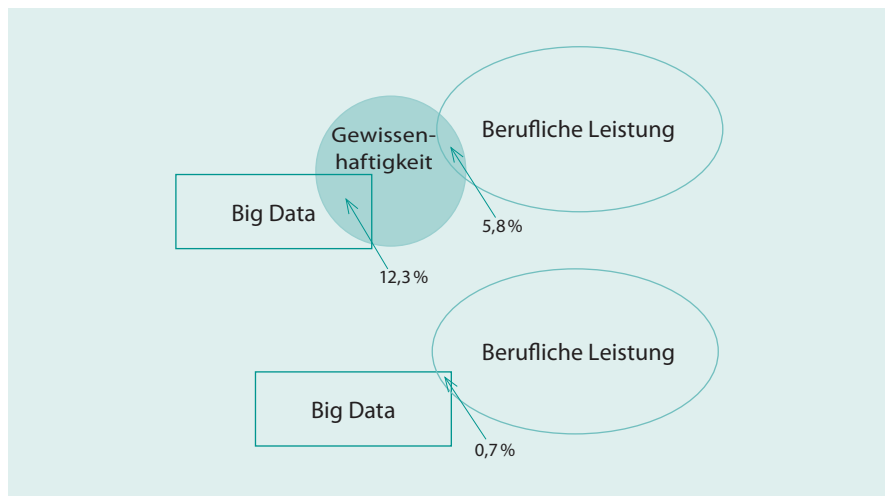 Gewissen-
haftigkeit
Berufliche Leistung
Big Data
5,8 %
12,3 %
Berufliche Leistung
Big Data
0,7 %